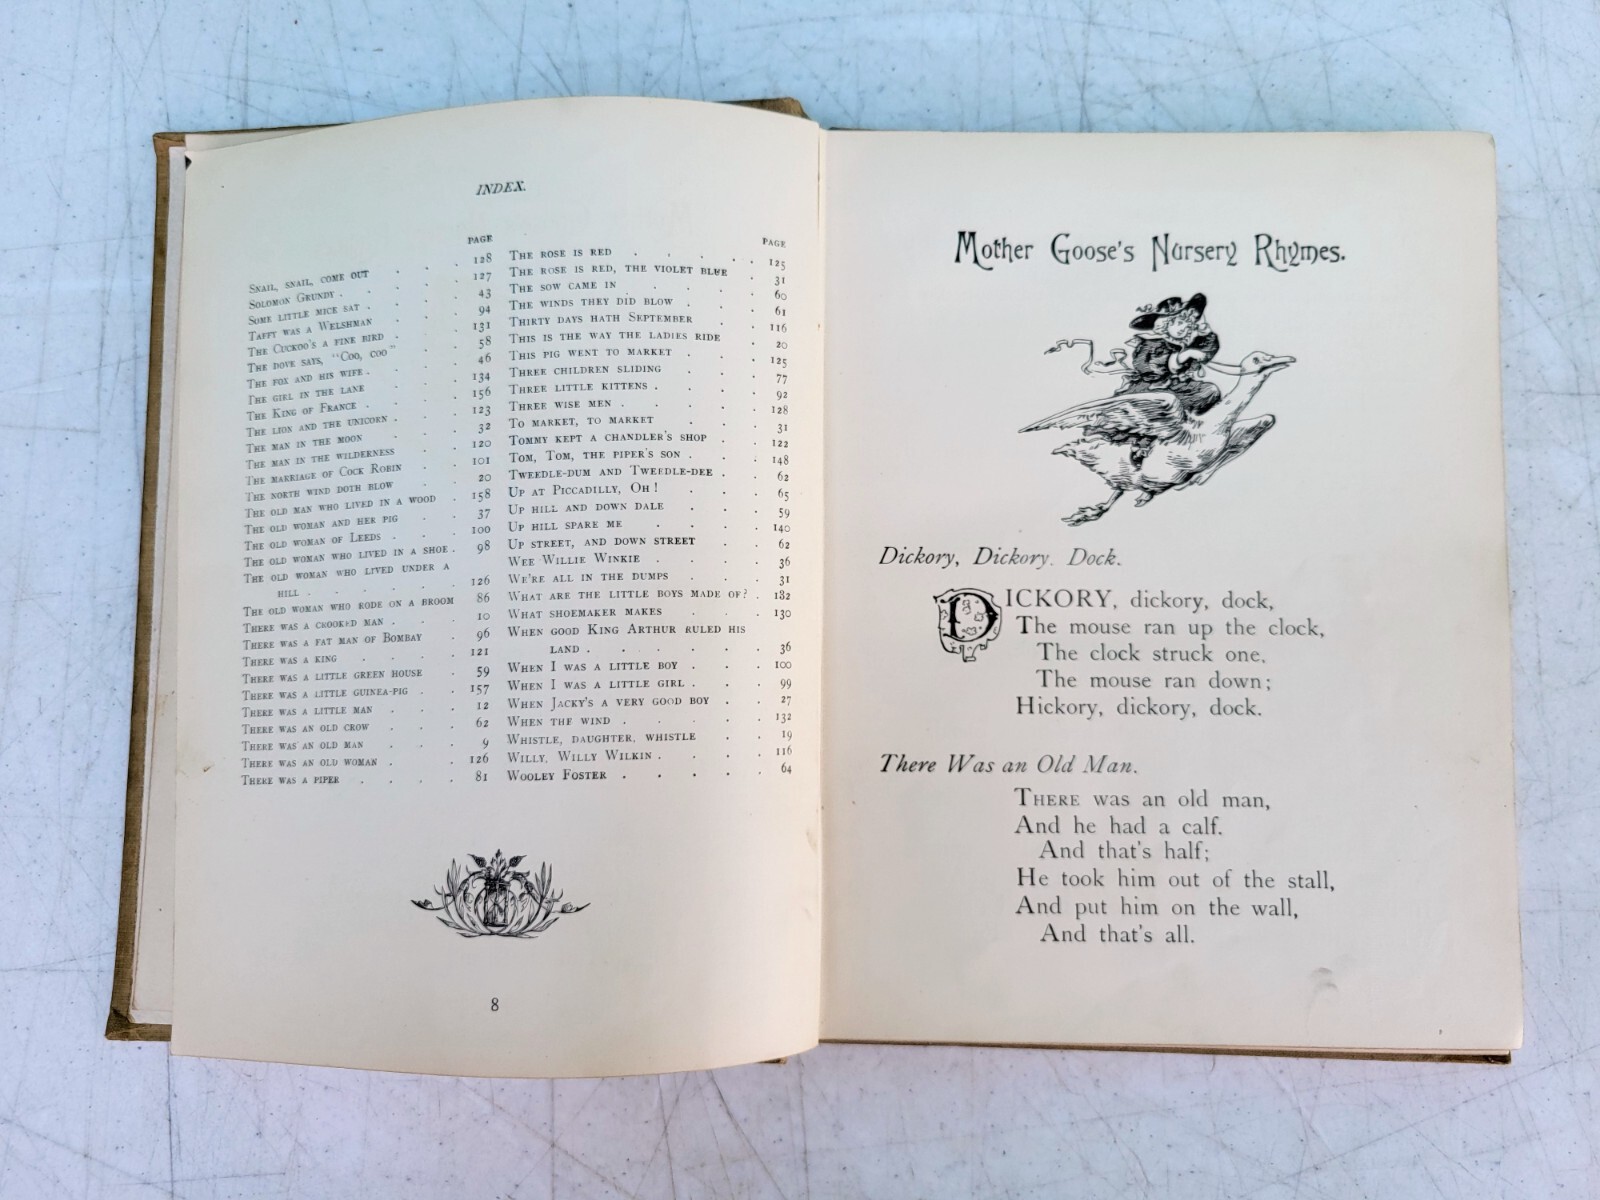 INDEX.
PAGE
SNAIL, SNAIL, COME OUT . . . 128
SOLOMON GRUNDY . . . . 127
SOME LITTLE MICE SAT . . . . 43
TAFFY WAS A WELSHMAN . . . 94
THE CUCKOO'S A FINE BIRD . . . 131
THE DOVE SAYS, "COO, COO" . . 58
THE FOX AND HIS WIFE . . . . 46
THE GIRL IN THE LANE . . . 134
THE KING OF FRANCE . . . . 156
THE LION AND THE UNICORN . . . 123
THE MAN IN THE MOON . . . 32
THE MAN IN THE WILDERNESS . . 120
THE MARRIAGE OF COCK ROBIN . . 101
THE NORTH WIND DOTH BLOW . . 20
THE OLD MAN WHO LIVED IN A WOOD . 158
THE OLD WOMAN AND HER PIG . . 37
THE OLD WOMAN OF LEEDS . . . 100
THE OLD WOMAN WHO LIVED IN A SHOE . 98
THE OLD WOMAN WHO LIVED UNDER A
HILL . . . . . . 126
THE OLD WOMAN WHO RODE ON A BROOM 86
THERE WAS A CROOKED MAN . . . 10
THERE WAS A FAT MAN OF BOMBAY . 96
THERE WAS A KING . . . . 121
THERE WAS A LITTLE GREEN HOUSE . 59
THERE WAS A LITTLE GUINEA-PIG . . 157
THERE WAS A LITTLE MAN . . . 12
THERE WAS AN OLD CROW . . . 62
THERE WAS AN OLD MAN . . . 9
THERE WAS AN OLD WOMAN . . . 126
THERE WAS A PIPER . . . . 81
PAGE
THE ROSE IS RED . . . . . 125
THE ROSE IS RED, THE VIOLET BLUE . 31
THE SOW CAME IN . . . . 60
THE WINDS THEY DID BLOW . . . 61
THIRTY DAYS HATH SEPTEMBER . . 116
THIS IS THE WAY THE LADIES RIDE . 20
THIS PIG WENT TO MARKET . . . 125
THREE CHILDREN SLIDING . . . 77
THREE LITTLE KITTENS . . . . 92
THREE WISE MEN . . . . . 128
TO MARKET, TO MARKET . . . 31
TOMMY KEPT A CHANDLER'S SHOP . . 122
TOM, TOM, THE PIPER'S SON . . . 148
TWEEDLE-DUM AND TWEEDLE-DEE . . 62
UP AT PICCADILLY, OH! . . . 65
UP HILL AND DOWN DALE . . . 59
UP HILL SPARE ME . . . . 140
UP STREET, AND DOWN STREET . . 62
WEE WILLIE WINKIE . . . . 36
WE'RE ALL IN THE DUMPS . . . 31
WHAT ARE THE LITTLE BOYS MADE OF? . 132
WHAT SHOEMAKER MAKES . . . 130
WHEN GOOD KING ARTHUR RULED HIS
LAND . . . . . . 36
WHEN I WAS A LITTLE BOY . . . 100
WHEN I WAS A LITTLE GIRL . . . 99
WHEN JACKY'S A VERY GOOD BOY . . 27
WHEN THE WIND . . . . . 132
WHISTLE, DAUGHTER, WHISTLE . . 19
WILLY, WILLY WILKIN . . . . 116
WOOLEY FOSTER . . . . . 64
8
Mother Goose's Nursery Rhymes.
Dickory, Dickory. Dock.
DICKORY, dickory, dock,
The mouse ran up the clock,
The clock struck one.
The mouse ran down;
Hickory, dickory, dock.
There Was an Old Man.
THERE was an old man,
And he had a calf.
And that's half;
He took him out of the stall,
And put him on the wall,
And that's all.